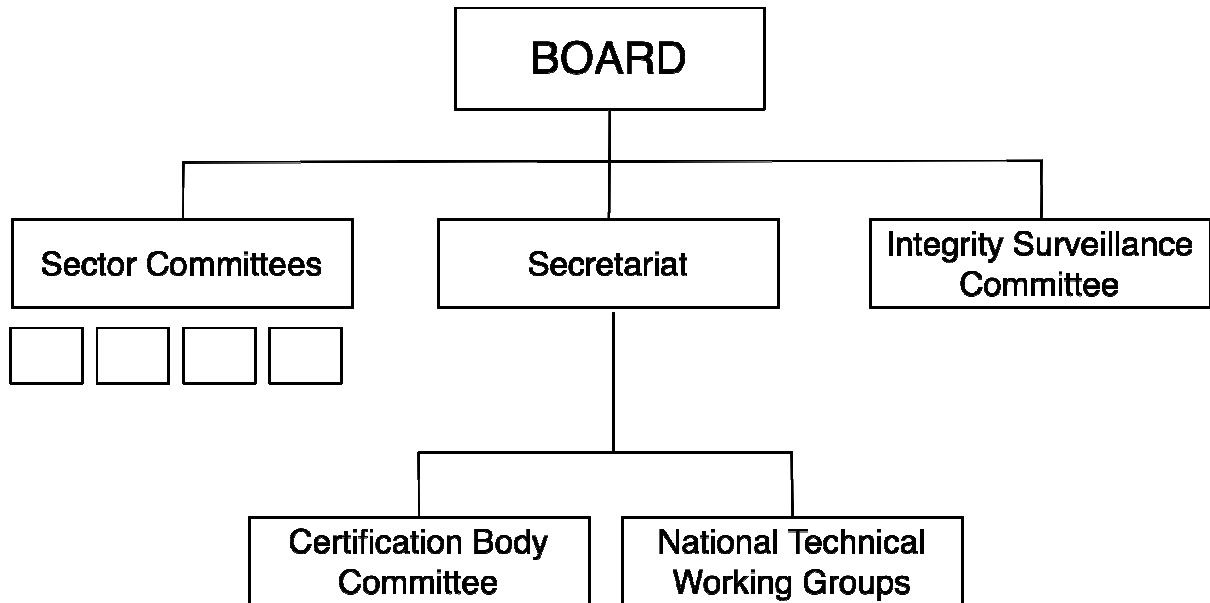 BOARD
Sector Committees
Secretariat
Integrity Surveillance
Committee
Certification Body
Committee
National Technical
Working Groups